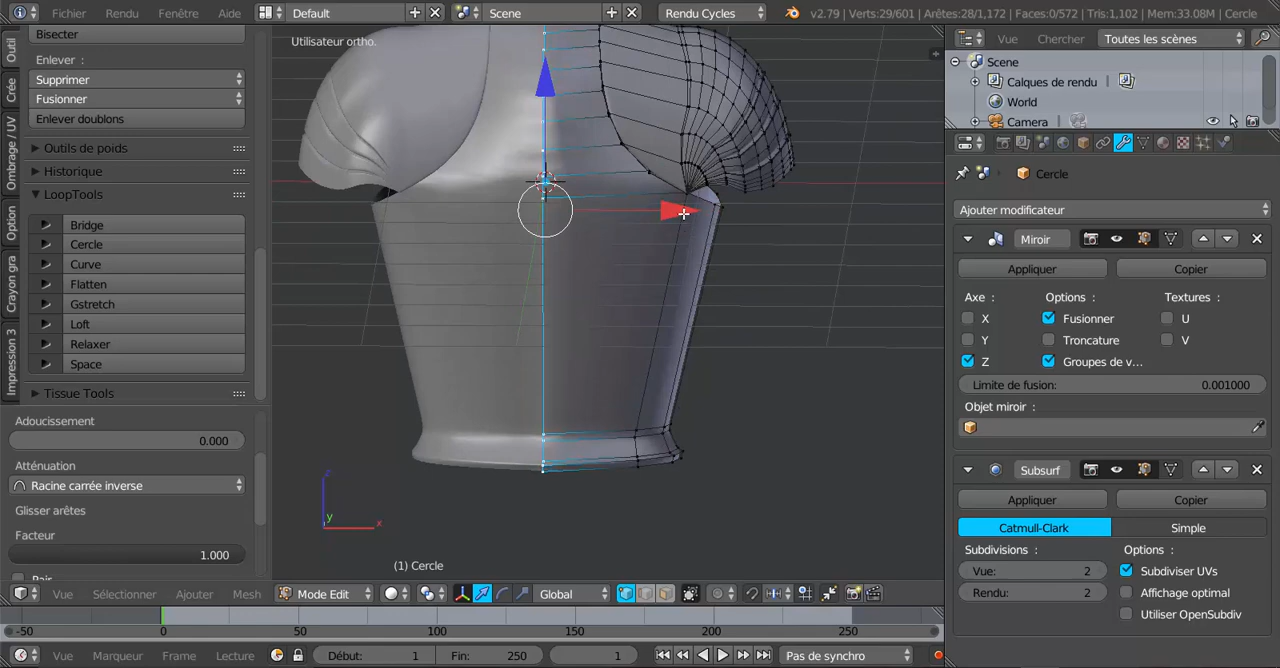 Fichier Rendu Fenêtre Aide Default Scene Rendu Cycles v2.79 | Verts:29/601 | Arêtes:28/1,172 | Faces:0/572 | Tris:1,102 | Mem:33.08M | Cercle
Outil
Crée
Ombrage / UV
Option
Crayon gra
Impression 3
Bisecter
Enlever :
Supprimer
Fusionner
Enlever doublons
Outils de poids
Historique
LoopTools
Bridge
Cercle
Curve
Flatten
Gstretch
Loft
Relaxer
Space
Tissue Tools
Adoucissement
0.000
Atténuation
Racine carrée inverse
Glisser arêtes
Facteur
1.000
Pair
Utilisateur ortho.
z
y
x
(1) Cercle
Vue Sélectionner Ajouter Mesh Mode Edit Global
-50 0 50 100 150 200 250
Vue Marqueur Frame Lecture Début: 1 Fin: 250 1 Pas de synchro
Vue Chercher Toutes les scènes
Scene
Calques de rendu
World
Camera
Cercle
Ajouter modificateur
Miroir
Appliquer Copier
Axe : Options : Textures :
X Fusionner U
Y Troncature V
Z Groupes de v...
Limite de fusion: 0.001000
Objet miroir :
Subsurf
Appliquer Copier
Catmull-Clark Simple
Subdivisions : Options :
Vue: 2 Subdiviser UVs
Rendu: 2 Affichage optimal
Utiliser OpenSubdiv